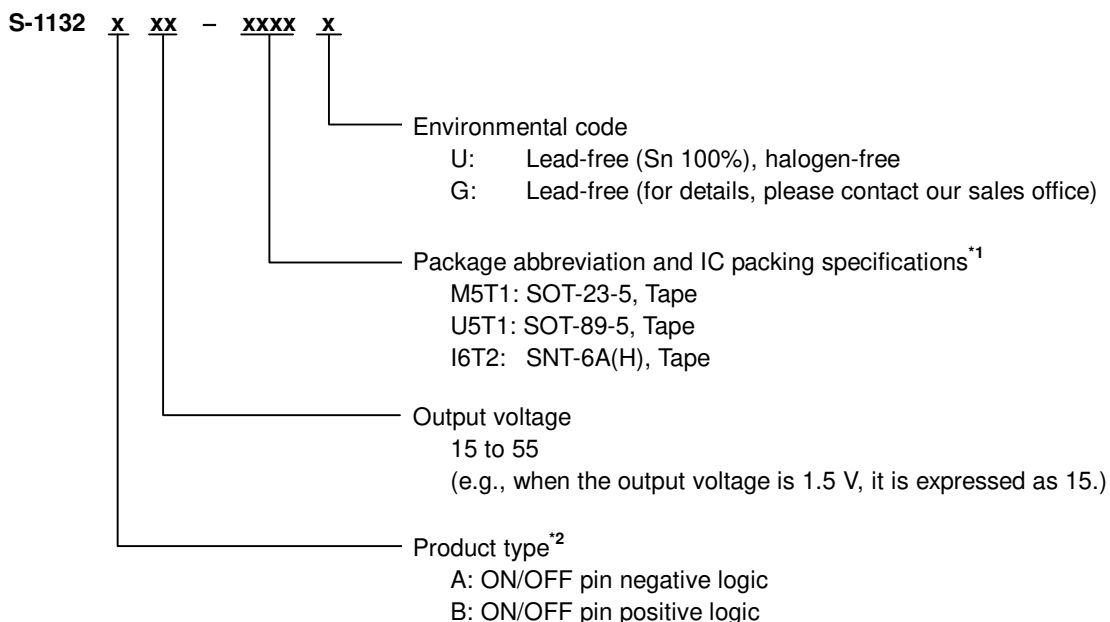 S-1132 x xx – xxxx x
Environmental code
U: Lead-free (Sn 100%), halogen-free
G: Lead-free (for details, please contact our sales office)
Package abbreviation and IC packing specifications*1
M5T1: SOT-23-5, Tape
U5T1: SOT-89-5, Tape
I6T2: SNT-6A(H), Tape
Output voltage
15 to 55
(e.g., when the output voltage is 1.5 V, it is expressed as 15.)
Product type*2
A: ON/OFF pin negative logic
B: ON/OFF pin positive logic